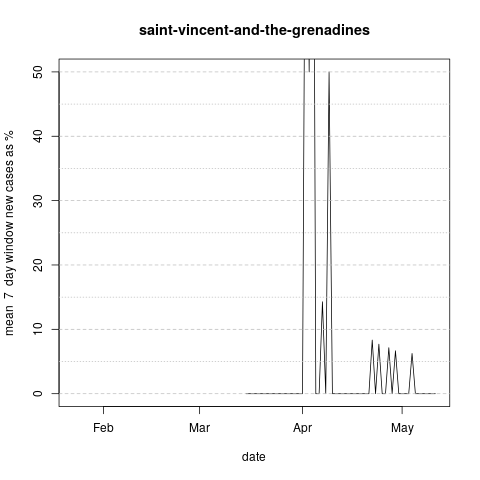 saint-vincent-and-the-grenadines
mean 7 day window new cases as %
50
40
30
20
10
0
Feb Mar Apr May
date